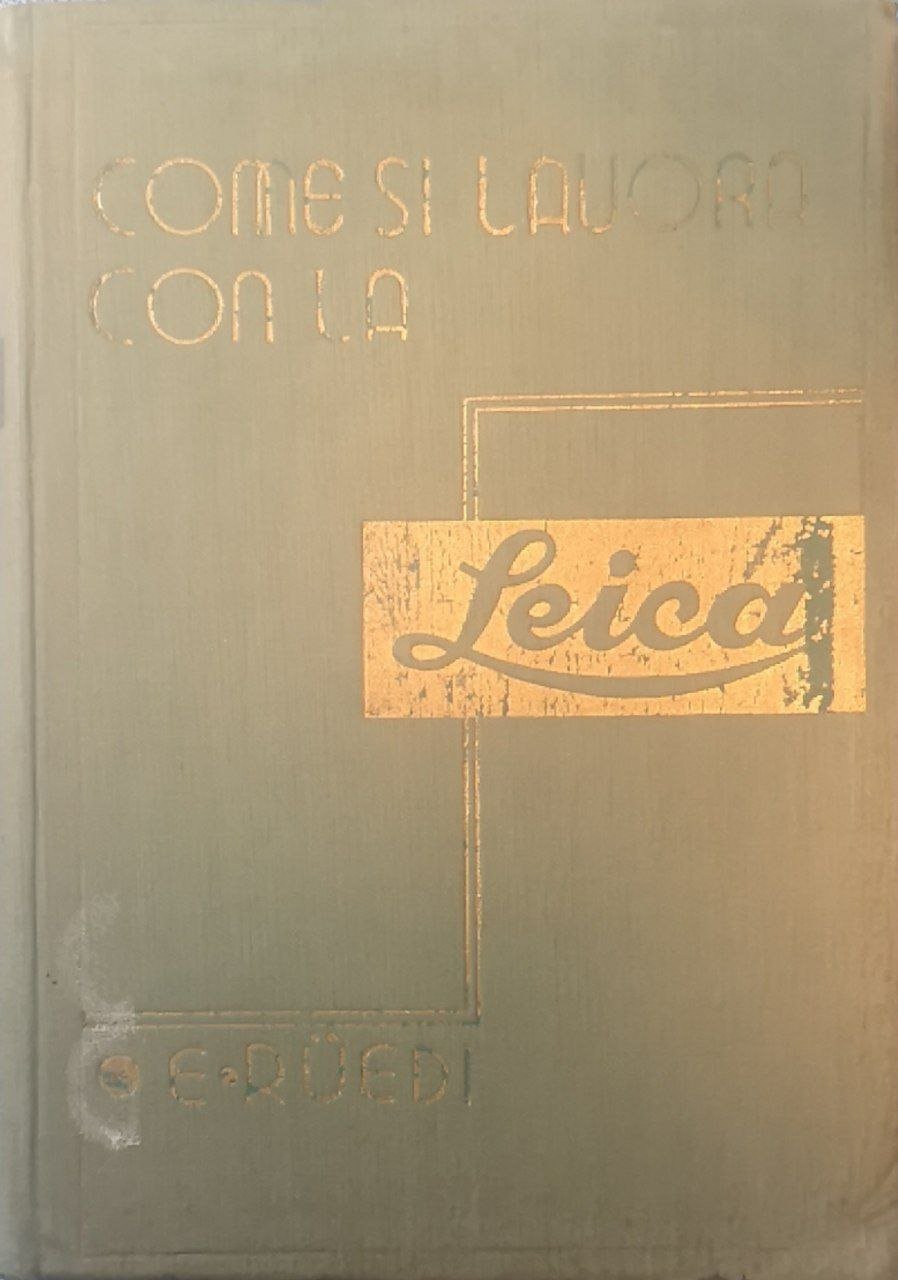 COME SI LAVORA
CON LA
Leica
E·RÜEDI